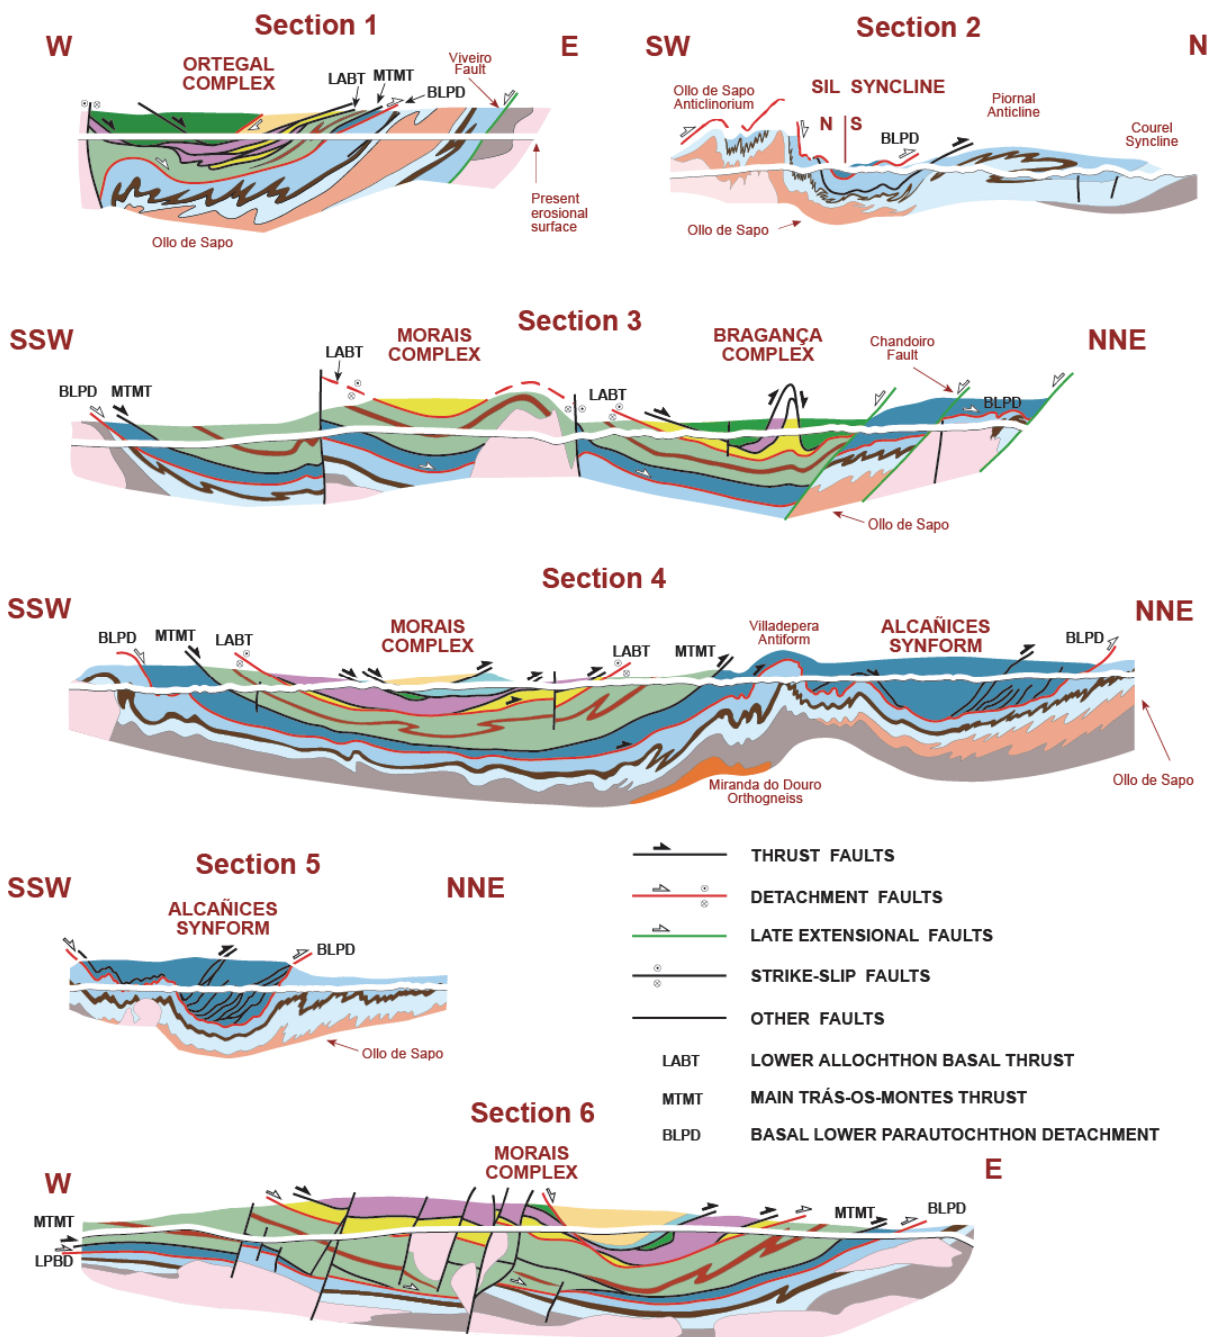 Section 1
W
E
ORTEGAL
COMPLEX
LABT
MTMT
BLPD
Viveiro
Fault
Ollo de Sapo
Present
erosional
surface
Section 2
SW
N
Ollo de Sapo
Anticlinorium
SIL SYNCLINE
N S
BLPD
Piornal
Anticline
Courel
Syncline
Ollo de Sapo
Section 3
SSW
NNE
BLPD
MTMT
LABT
MORAIS
COMPLEX
LABT
BRAGANÇA
COMPLEX
Chandoiro
Fault
BLPD
Ollo de Sapo
Section 4
SSW
NNE
BLPD
MTMT
LABT
MORAIS
COMPLEX
LABT
MTMT
Villadepera
Antiform
ALCAÑICES
SYNFORM
BLPD
Miranda do Douro
Orthogneiss
Ollo de Sapo
Section 5
SSW
NNE
ALCAÑICES
SYNFORM
BLPD
Ollo de Sapo
THRUST FAULTS
DETACHMENT FAULTS
LATE EXTENSIONAL FAULTS
STRIKE-SLIP FAULTS
OTHER FAULTS
LABT LOWER ALLOCHTHON BASAL THRUST
MTMT MAIN TRÁS-OS-MONTES THRUST
BLPD BASAL LOWER PARAUTOCHTHON DETACHMENT
Section 6
W
E
MORAIS
COMPLEX
MTMT
LPBD
MTMT
BLPD